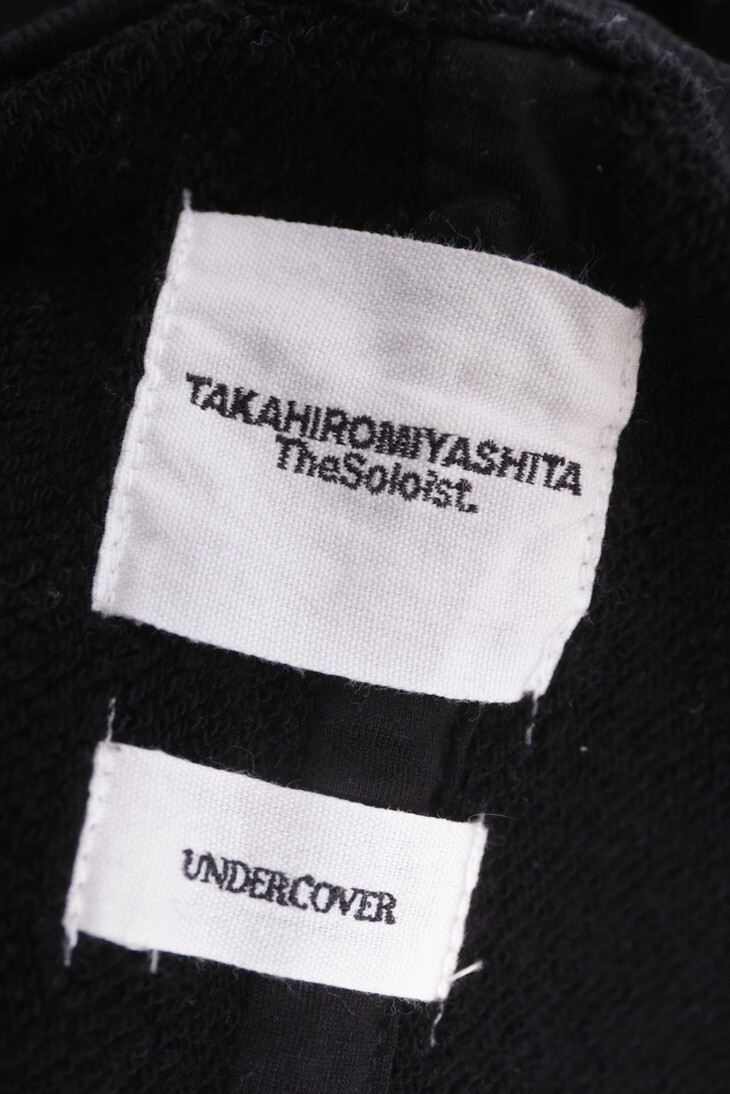 TAKAHIROMIYASHITA
TheSoloist.
UNDERCOVER